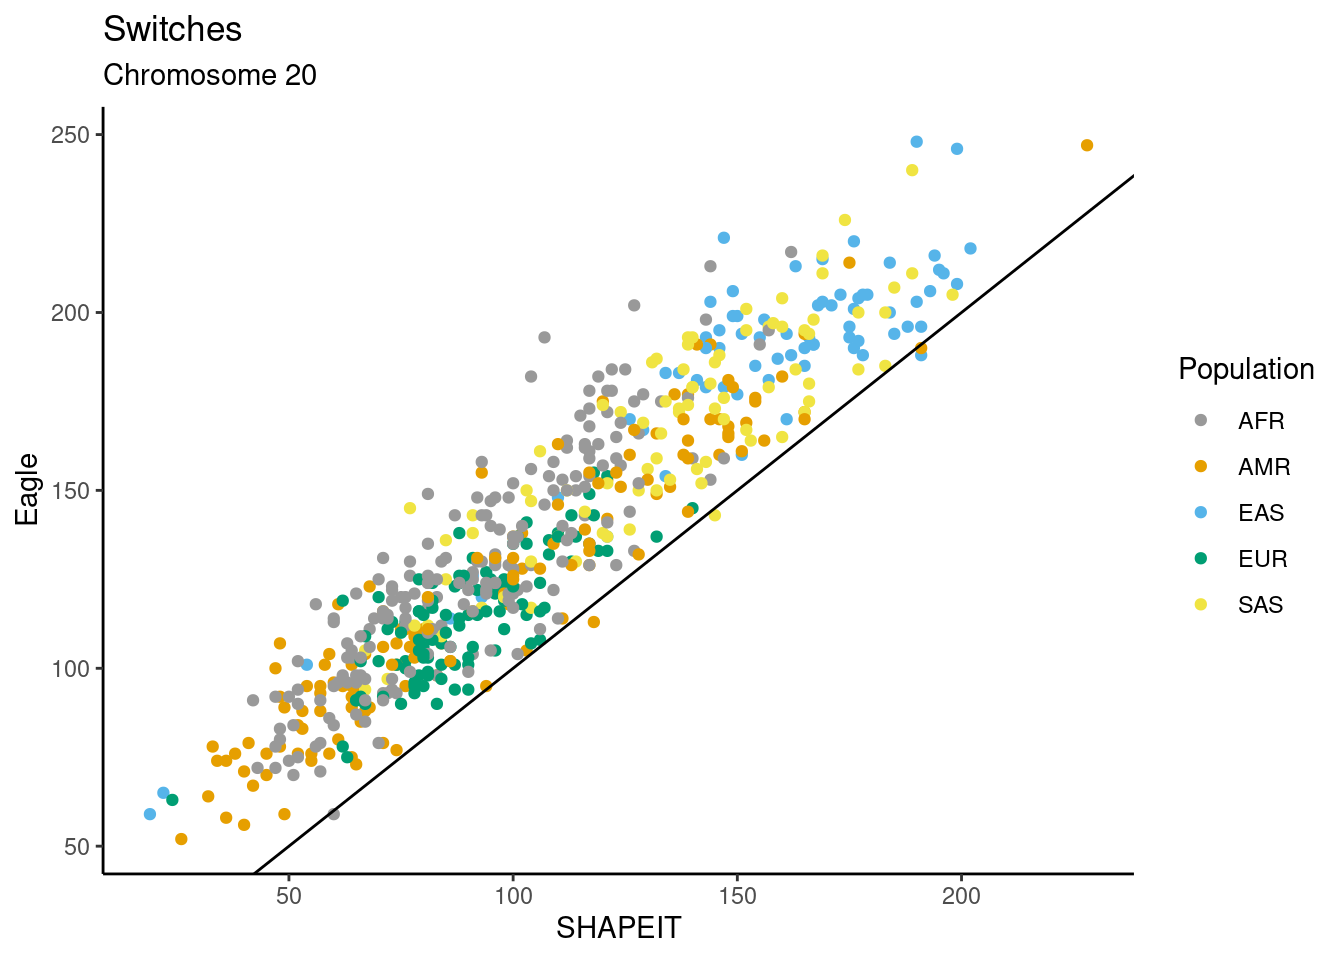 Switches
Chromosome 20
250
200
150
100
50
Eagle
50 100 150 200
SHAPEIT
Population
AFR
AMR
EAS
EUR
SAS